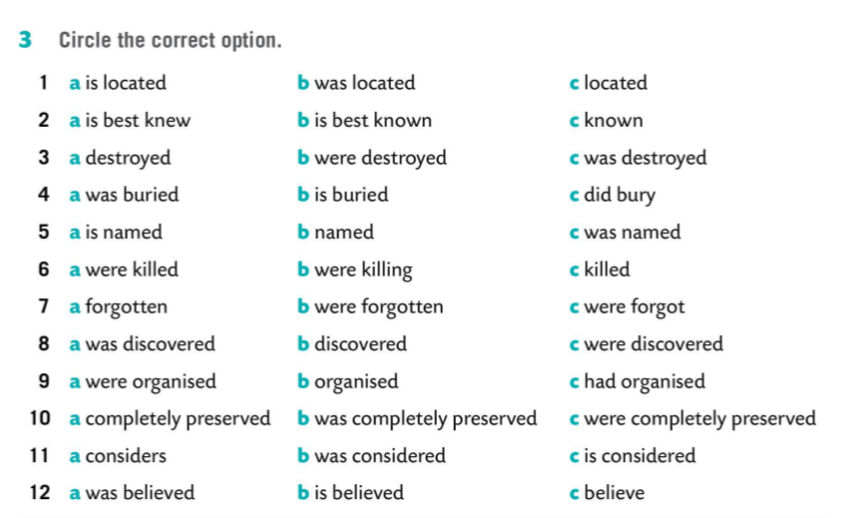 3 Circle the correct option.
1 a is located b was located c located
2 a is best knew b is best known c known
3 a destroyed b were destroyed c was destroyed
4 a was buried b is buried c did bury
5 a is named b named c was named
6 a were killed b were killing c killed
7 a forgotten b were forgotten c were forgot
8 a was discovered b discovered c were discovered
9 a were organised b organised c had organised
10 a completely preserved b was completely preserved c were completely preserved
11 a considers b was considered c is considered
12 a was believed b is believed c believe